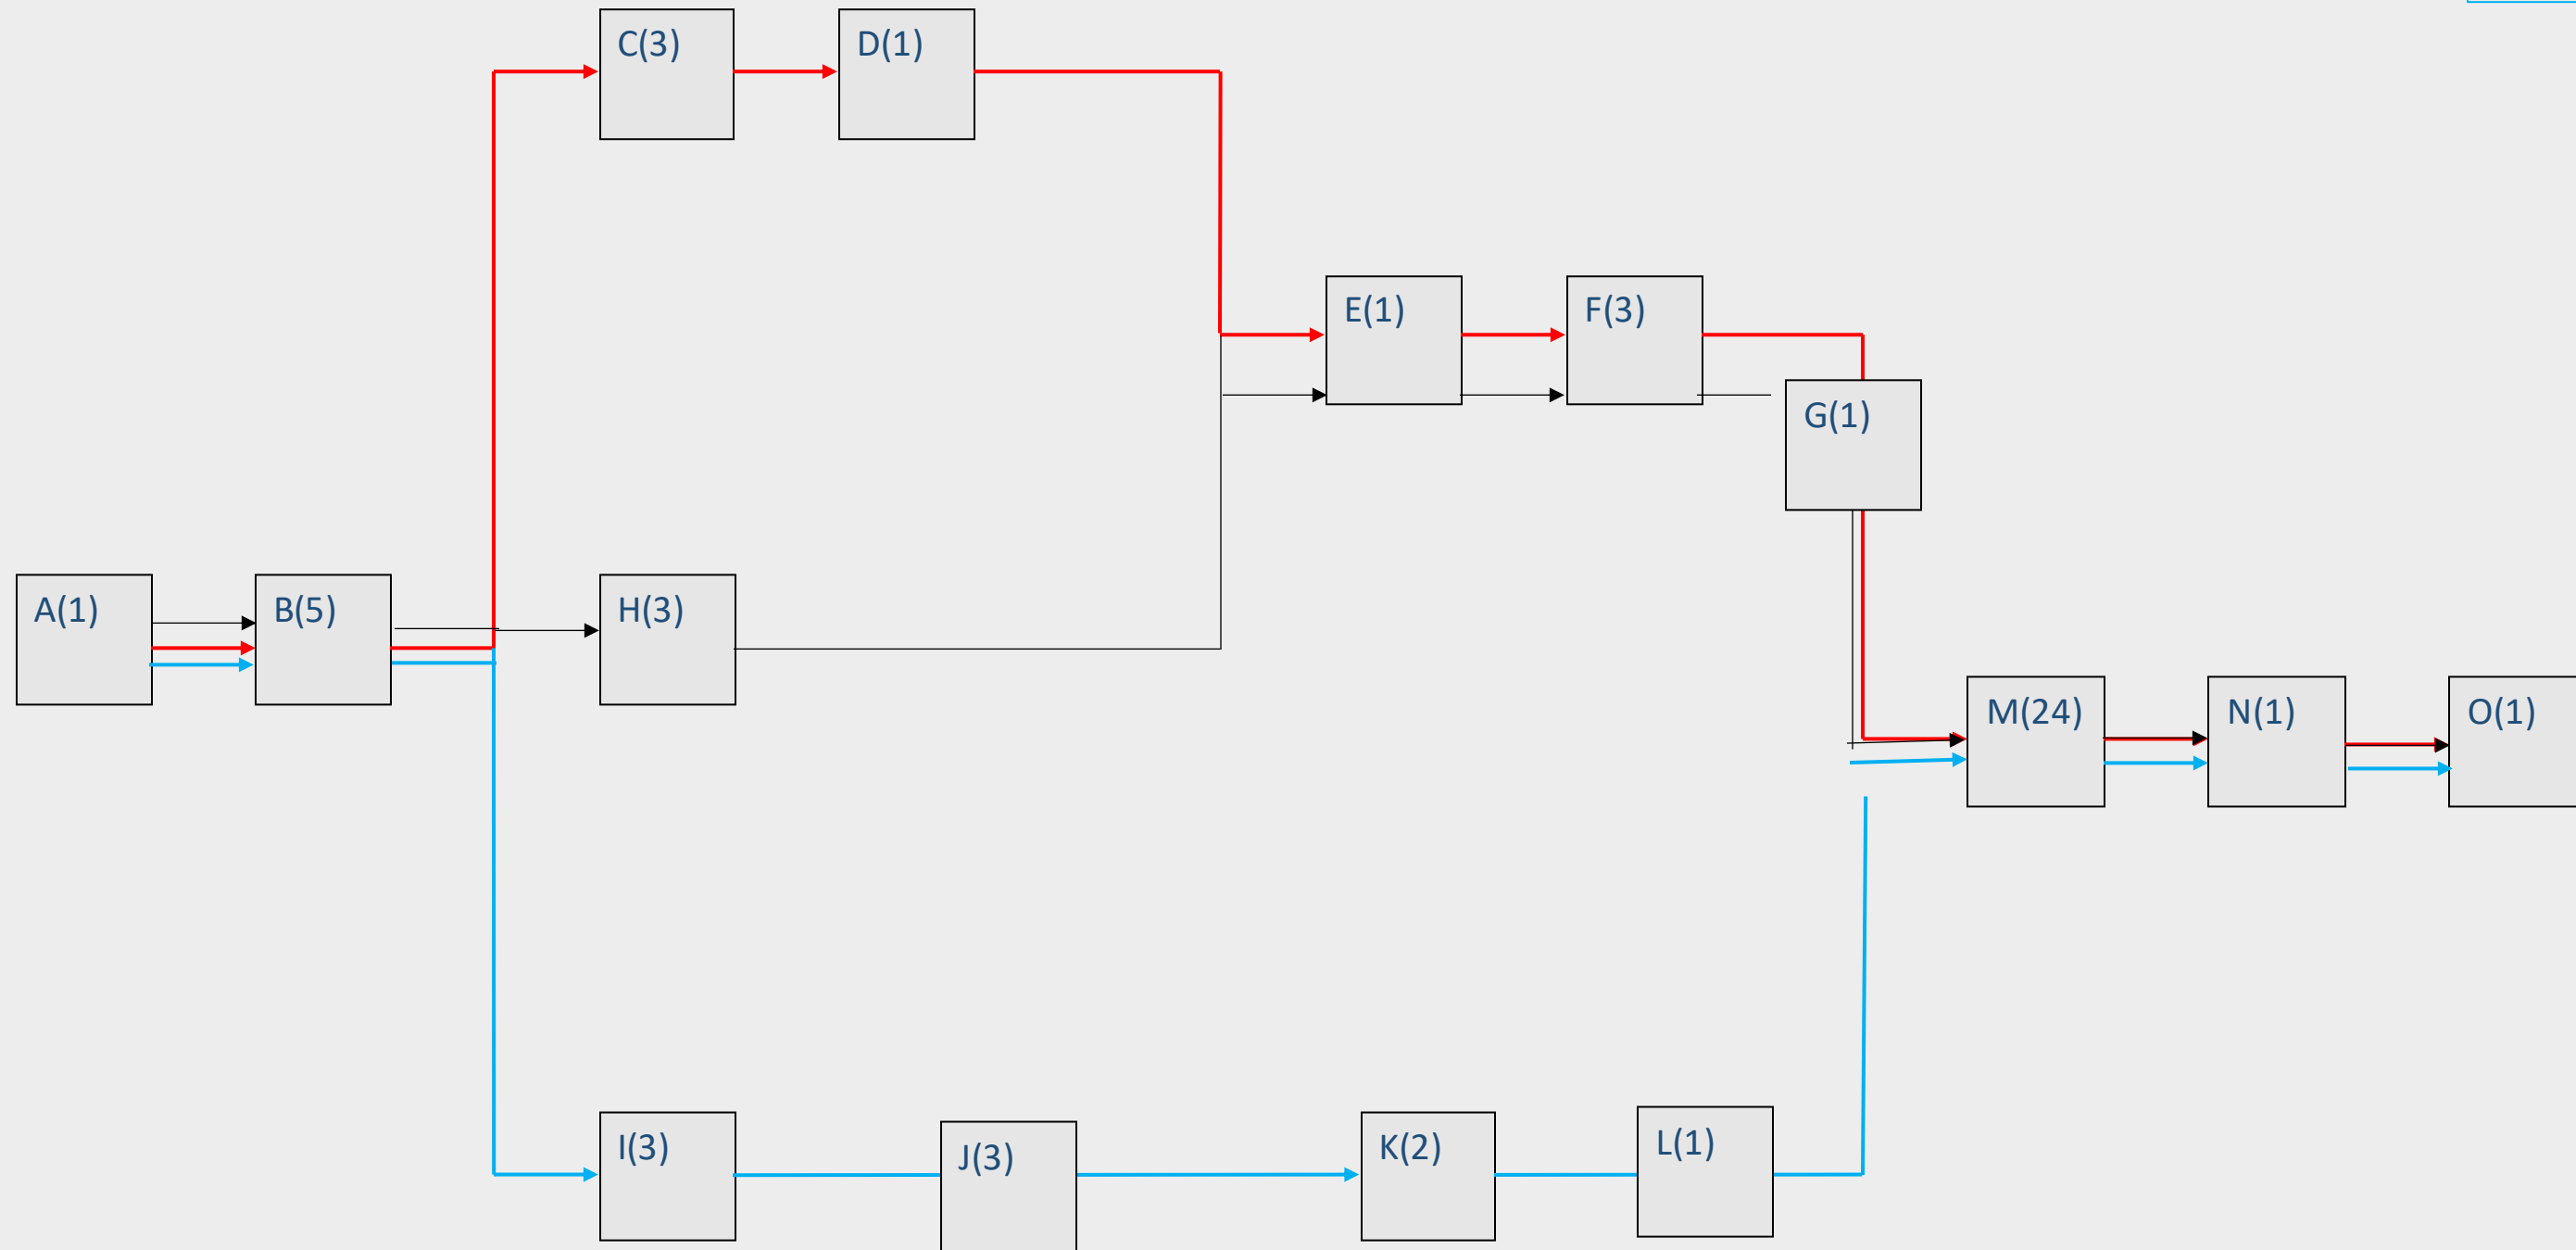 C(3)
D(1)
E(1)
F(3)
G(1)
A(1)
B(5)
H(3)
M(24)
N(1)
O(1)
I(3)
J(3)
K(2)
L(1)